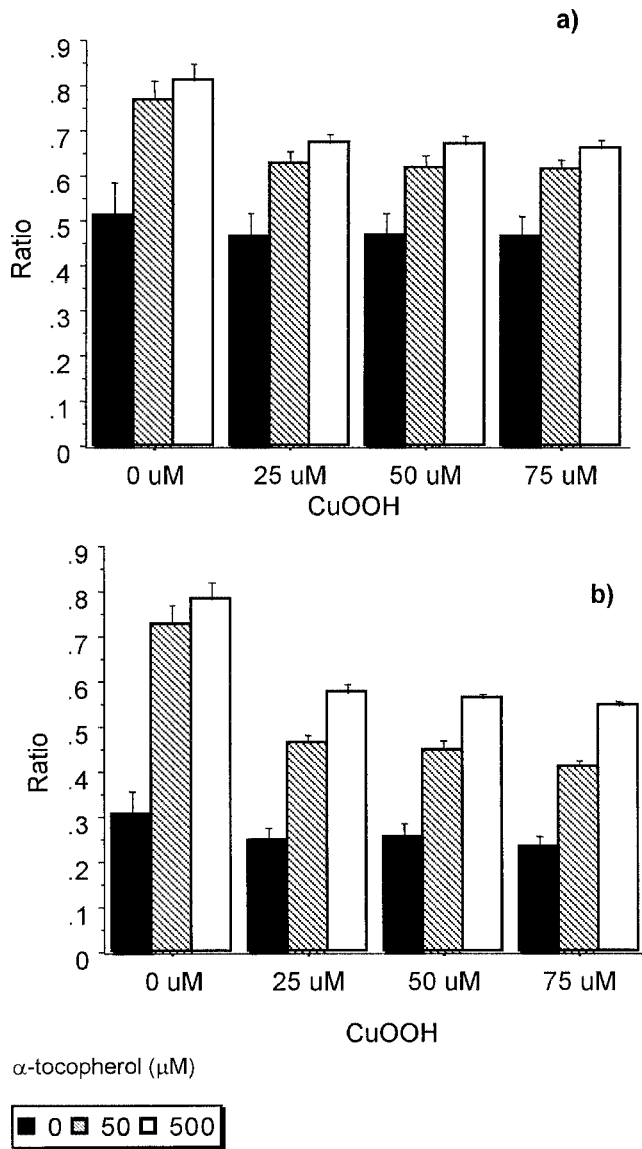 a)
.9
.8
.7
.6
.5
.4
.3
.2
.1
0
Ratio
0 uM 25 uM 50 uM 75 uM
CuOOH
b)
.9
.8
.7
.6
.5
.4
.3
.2
.1
0
Ratio
0 uM 25 uM 50 uM 75 uM
CuOOH
α-tocopherol (μM)
0 50 500